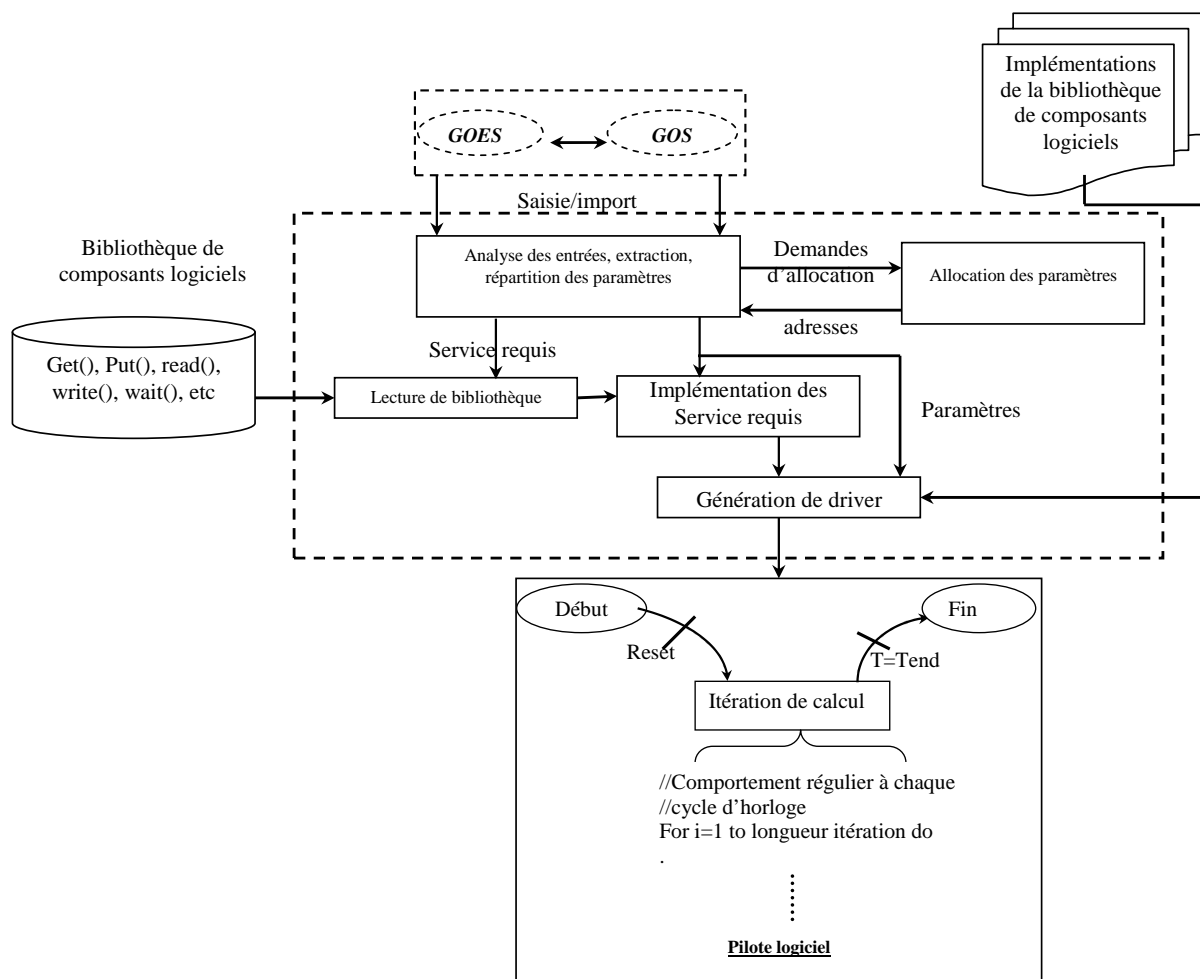 Implémentations
de la bibliothèque
de composants
logiciels
GOES
GOS
Saisie/import
Bibliothèque de
composants logiciels
Analyse des entrées, extraction,
répartition des paramètres
Demandes
d'allocation
Allocation des paramètres
adresses
Get(), Put(), read(),
write(), wait(), etc
Service requis
Lecture de bibliothèque
Implémentation des
Service requis
Paramètres
Génération de driver
Début
Fin
Reset
T=Tend
Itération de calcul
//Comportement régulier à chaque
//cycle d'horloge
For i=1 to longueur itération do
.
Pilote logiciel